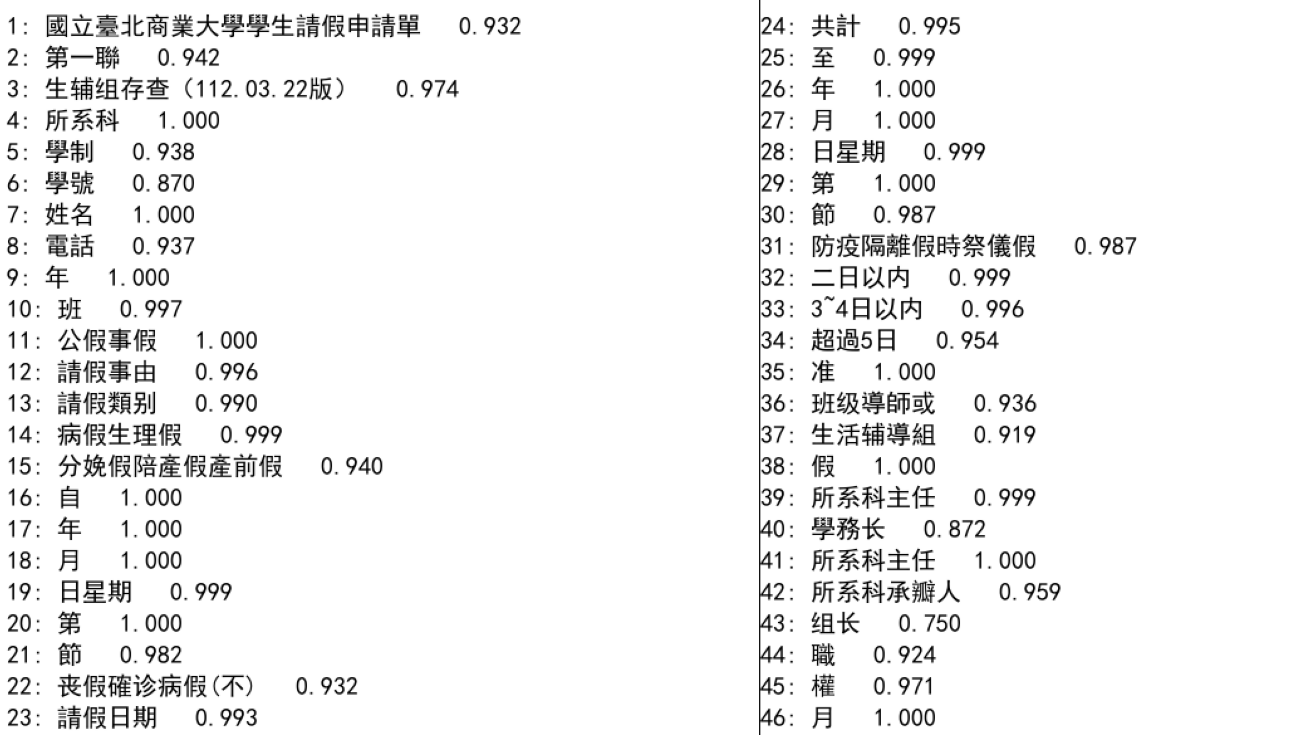 1: 國立臺北商業大學學生請假申請單 0.932
2: 第一聯 0.942
3: 生辅组存查（112.03.22版） 0.974
4: 所系科 1.000
5: 學制 0.938
6: 學號 0.870
7: 姓名 1.000
8: 電話 0.937
9: 年 1.000
10: 班 0.997
11: 公假事假 1.000
12: 請假事由 0.996
13: 請假類别 0.990
14: 病假生理假 0.999
15: 分娩假陪產假產前假 0.940
16: 自 1.000
17: 年 1.000
18: 月 1.000
19: 日星期 0.999
20: 第 1.000
21: 節 0.982
22: 丧假確诊病假(不) 0.932
23: 請假日期 0.993
24: 共計 0.995
25: 至 0.999
26: 年 1.000
27: 月 1.000
28: 日星期 0.999
29: 第 1.000
30: 節 0.987
31: 防疫隔離假時祭儀假 0.987
32: 二日以内 0.999
33: 3~4日以内 0.996
34: 超過5日 0.954
35: 准 1.000
36: 班级導師或 0.936
37: 生活辅導組 0.919
38: 假 1.000
39: 所系科主任 0.999
40: 學務长 0.872
41: 所系科主任 1.000
42: 所系科承瓣人 0.959
43: 组长 0.750
44: 職 0.924
45: 權 0.971
46: 月 1.000